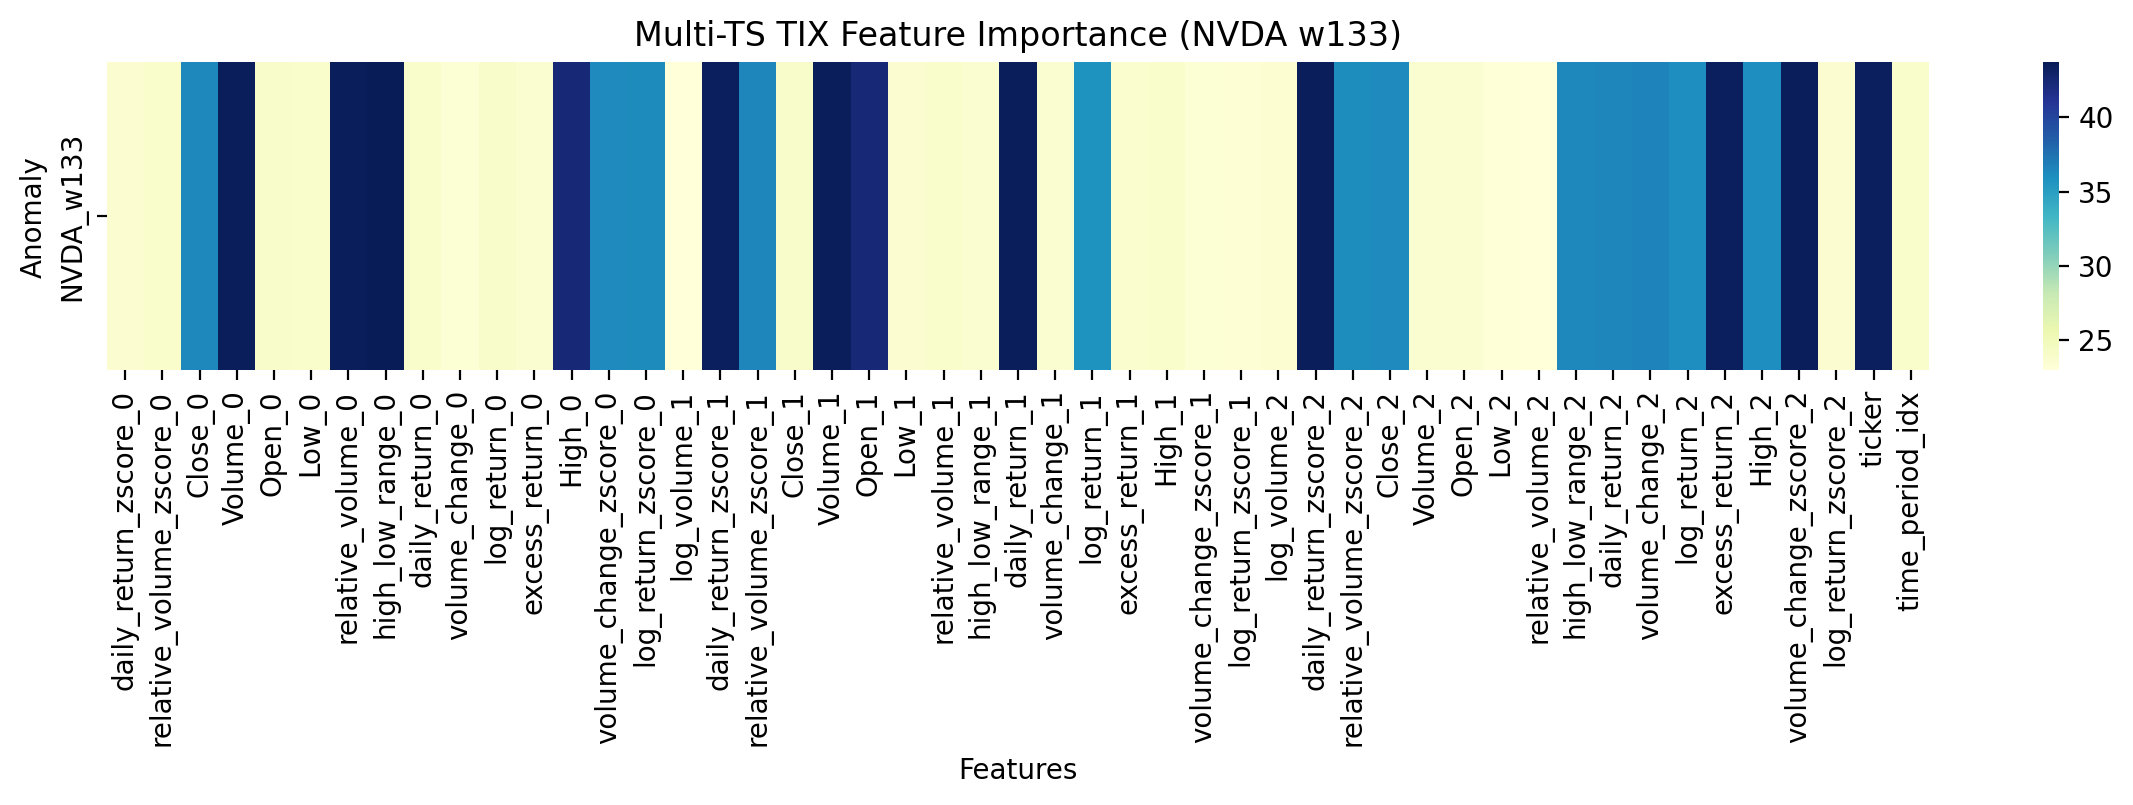 Multi-TS TIX Feature Importance (NVDA w133)
Anomaly
NVDA_w133
40
35
30
25
daily_return_zscore_0
relative_volume_zscore_0
Close_0
Volume_0
Open_0
Low_0
relative_volume_0
high_low_range_0
daily_return_0
volume_change_0
log_return_0
excess_return_0
High_0
volume_change_zscore_0
log_return_zscore_0
log_volume_1
daily_return_zscore_1
relative_volume_zscore_1
Close_1
Volume_1
Open_1
Low_1
relative_volume_1
high_low_range_1
daily_return_1
volume_change_1
log_return_1
excess_return_1
High_1
volume_change_zscore_1
log_return_zscore_1
log_volume_2
daily_return_zscore_2
relative_volume_zscore_2
Close_2
Volume_2
Open_2
Low_2
relative_volume_2
high_low_range_2
daily_return_2
volume_change_2
log_return_2
excess_return_2
High_2
volume_change_zscore_2
log_return_zscore_2
ticker
time_period_idx
Features